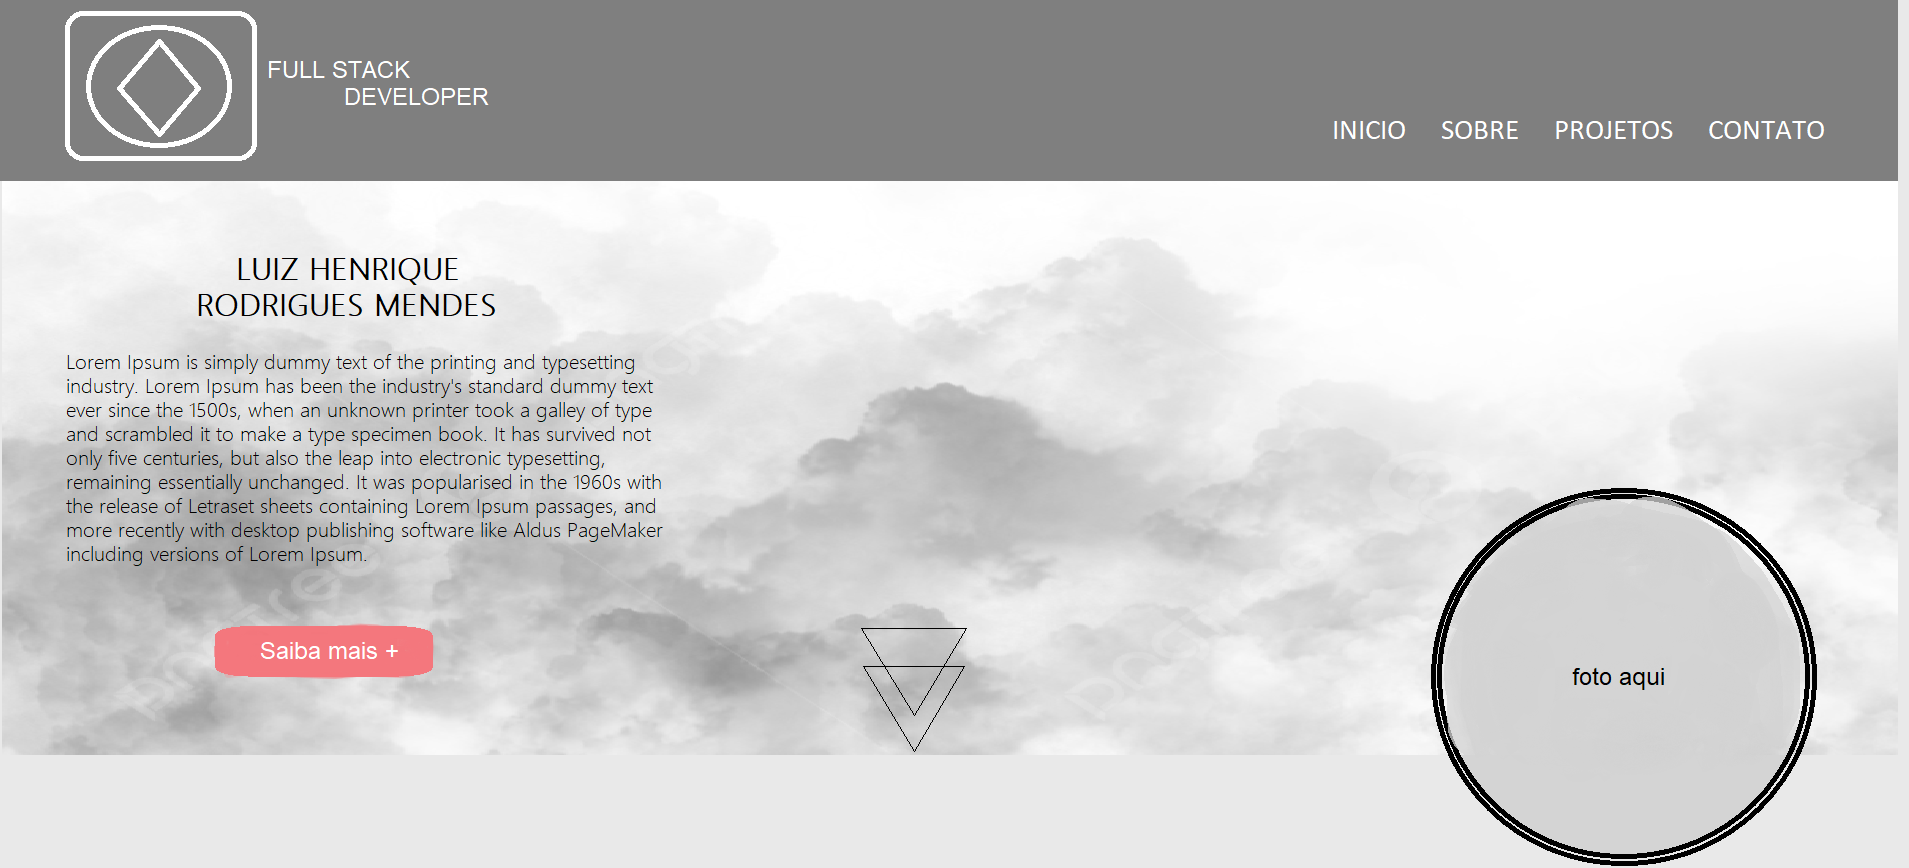 FULL STACK
DEVELOPER
INICIO SOBRE PROJETOS CONTATO
LUIZ HENRIQUE
RODRIGUES MENDES
Lorem Ipsum is simply dummy text of the printing and typesetting
industry. Lorem Ipsum has been the industry's standard dummy text
ever since the 1500s, when an unknown printer took a galley of type
and scrambled it to make a type specimen book. It has survived not
only five centuries, but also the leap into electronic typesetting,
remaining essentially unchanged. It was popularised in the 1960s with
the release of Letraset sheets containing Lorem Ipsum passages, and
more recently with desktop publishing software like Aldus PageMaker
including versions of Lorem Ipsum.
Saiba mais +
foto aqui